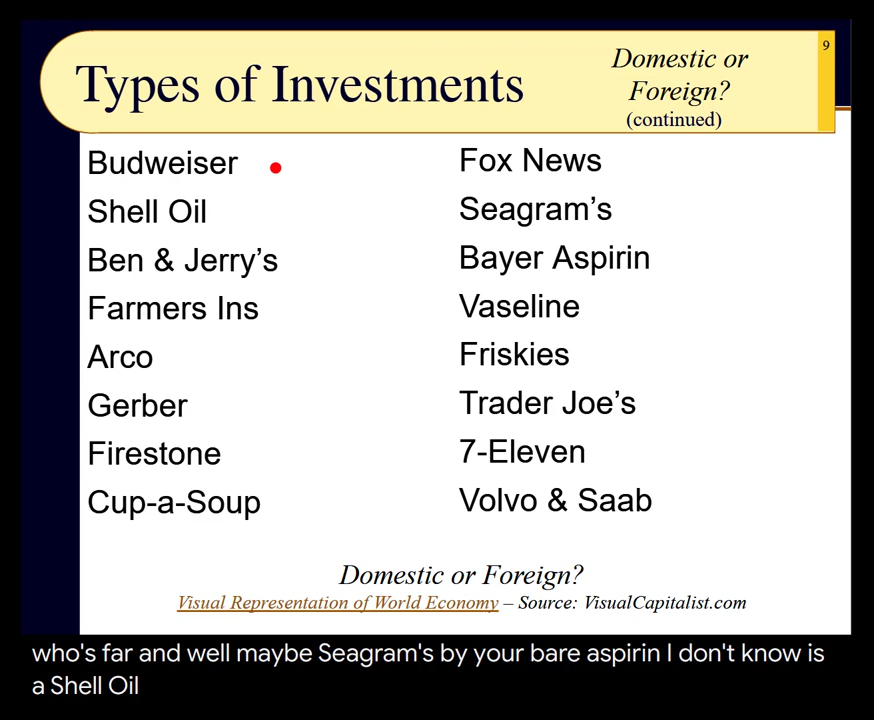 Types of Investments
Domestic or
Foreign?
(continued)
9
Budweiser
Shell Oil
Ben & Jerry's
Farmers Ins
Arco
Gerber
Firestone
Cup-a-Soup
Fox News
Seagram's
Bayer Aspirin
Vaseline
Friskies
Trader Joe's
7-Eleven
Volvo & Saab
Domestic or Foreign?
Visual Representation of World Economy – Source: VisualCapitalist.com
who's far and well maybe Seagram's by your bare aspirin I don't know is
a Shell Oil